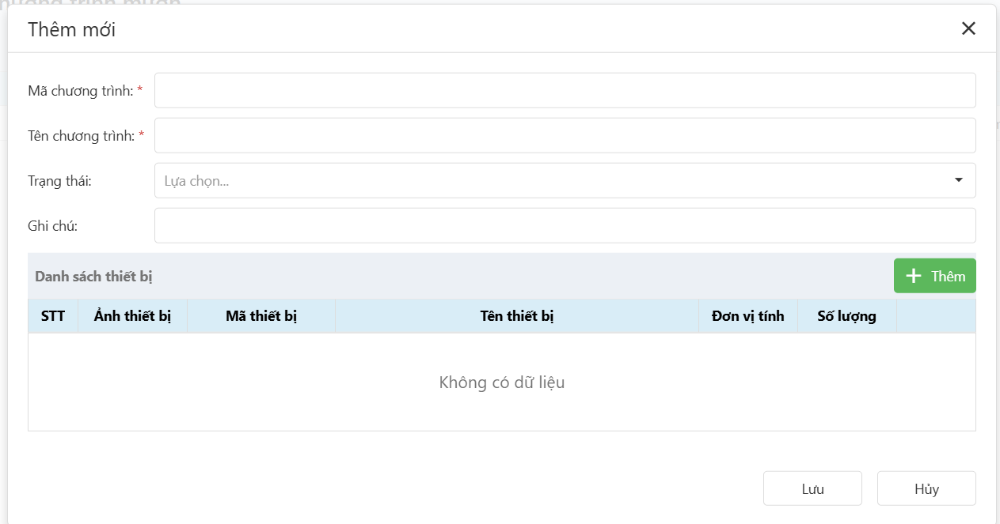 Thêm mới
Mã chương trình: *
Tên chương trình: *
Trạng thái: Lựa chọn...
Ghi chú:
Danh sách thiết bị Thêm
STT Ảnh thiết bị Mã thiết bị Tên thiết bị Đơn vị tính Số lượng
Không có dữ liệu
Lưu Hủy